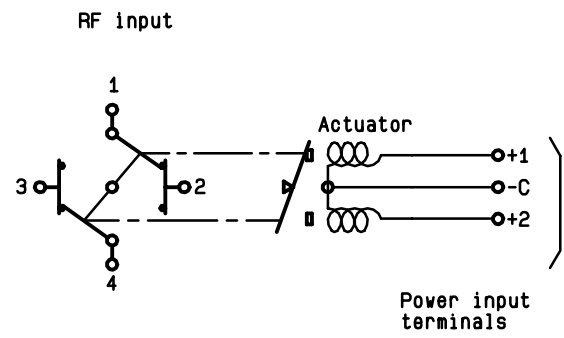 RF input
1
Actuator
+1
3
2
-C
+2
4
Power input
terminals